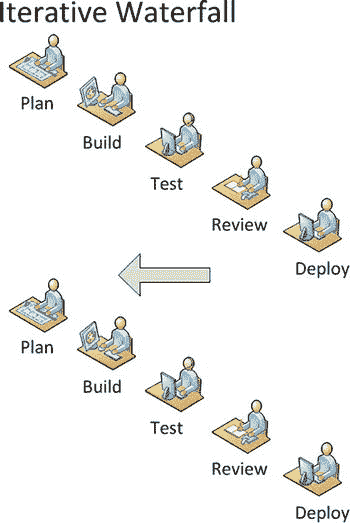 Iterative Waterfall
Plan
Build
Test
Review
Deploy
Plan
Build
Test
Review
Deploy